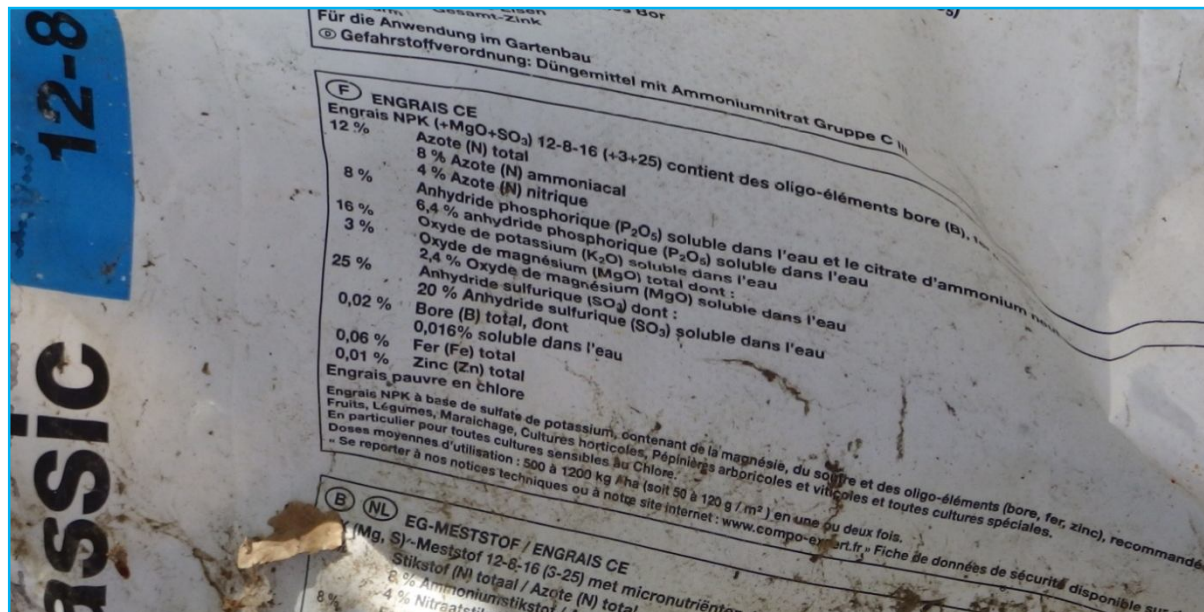 12-8
assic
Gesamt-Zink
Für die Anwendung im Gartenbau
D Gefahrstoffverordnung: Düngemittel mit Ammoniumnitrat Gruppe C III
F ENGRAIS CE
Engrais NPK (+MgO+SO₃) 12-8-16 (+3+25) contient des oligo-éléments bore (B),
12 % Azote (N) total
8 % Azote (N) ammoniacal
4 % Azote (N) nitrique
8 % Anhydride phosphorique (P₂O₅) soluble dans l'eau et le citrate d'ammonium
6,4 % anhydride phosphorique (P₂O₅) soluble dans l'eau
16 % Oxyde de potassium (K₂O) soluble dans l'eau
3 % Oxyde de magnésium (MgO) total dont :
2,4 % Oxyde de magnésium (MgO) soluble dans l'eau
25 % Anhydride sulfurique (SO₃) dont :
20 % Anhydride sulfurique (SO₃) soluble dans l'eau
0,02 % Bore (B) total, dont
0,016% soluble dans l'eau
0,06 % Fer (Fe) total
0,01 % Zinc (Zn) total
Engrais pauvre en chlore
Engrais NPK à base de sulfate de potassium, contenant de la magnésie, du soufre et des oligo-éléments (bore, fer, zinc), recommandé
Fruits, Légumes, Maraichage, Cultures horticoles, Pépinières arboricoles et viticoles et toutes cultures spéciales.
En particulier pour toutes cultures sensibles au Chlore.
Doses moyennes d'utilisation : 500 à 1200 kg / ha (soit 50 à 120 g / m² ) en une ou deux fois.
« Se reporter à nos notices techniques ou à notre site internet : www.compo-expert.fr » Fiche de données de sécurité disponible sur
B NL EG-MESTSTOF / ENGRAIS CE
(Mg, S)-Meststof 12-8-16 (3-25) met micronutriënten
Stikstof (N) totaal / Azote (N) total
8 % Ammoniumstikstof /
8 % 4 %